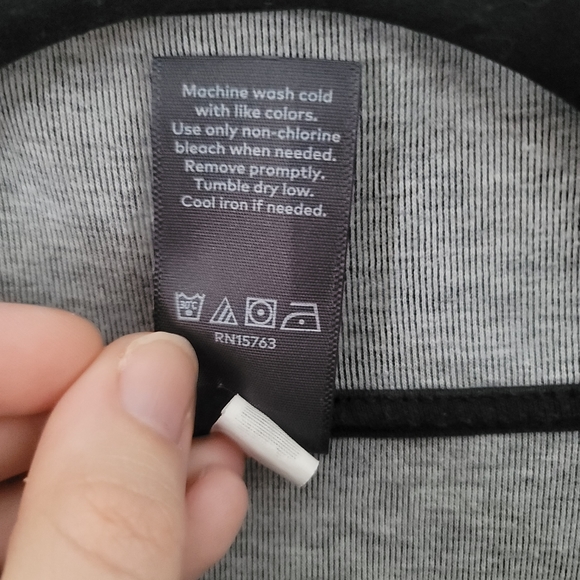 Machine wash cold
with like colors.
Use only non-chlorine
bleach when needed.
Remove promptly.
Tumble dry low.
Cool iron if needed.
30°C
RN15763